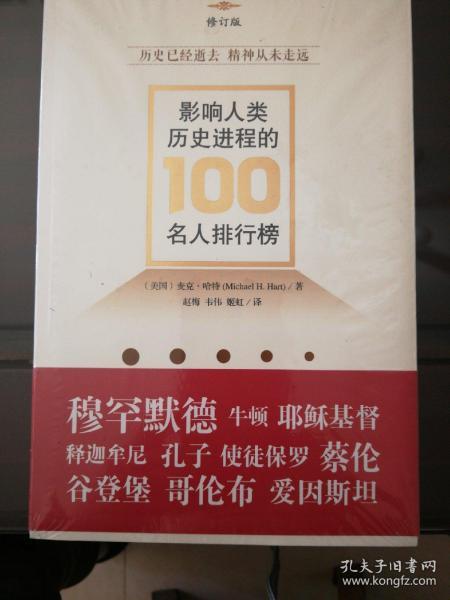 修订版
历史已经逝去 精神从未走远
影响人类
历史进程的
100
名人排行榜
（美国）麦克·哈特 (Michael H. Hart) / 著
赵梅 韦伟 姬虹 / 译
穆罕默德 牛顿 耶稣基督
释迦牟尼 孔子 使徒保罗 蔡伦
谷登堡 哥伦布 爱因斯坦
孔夫子旧书网
www.kongfz.com